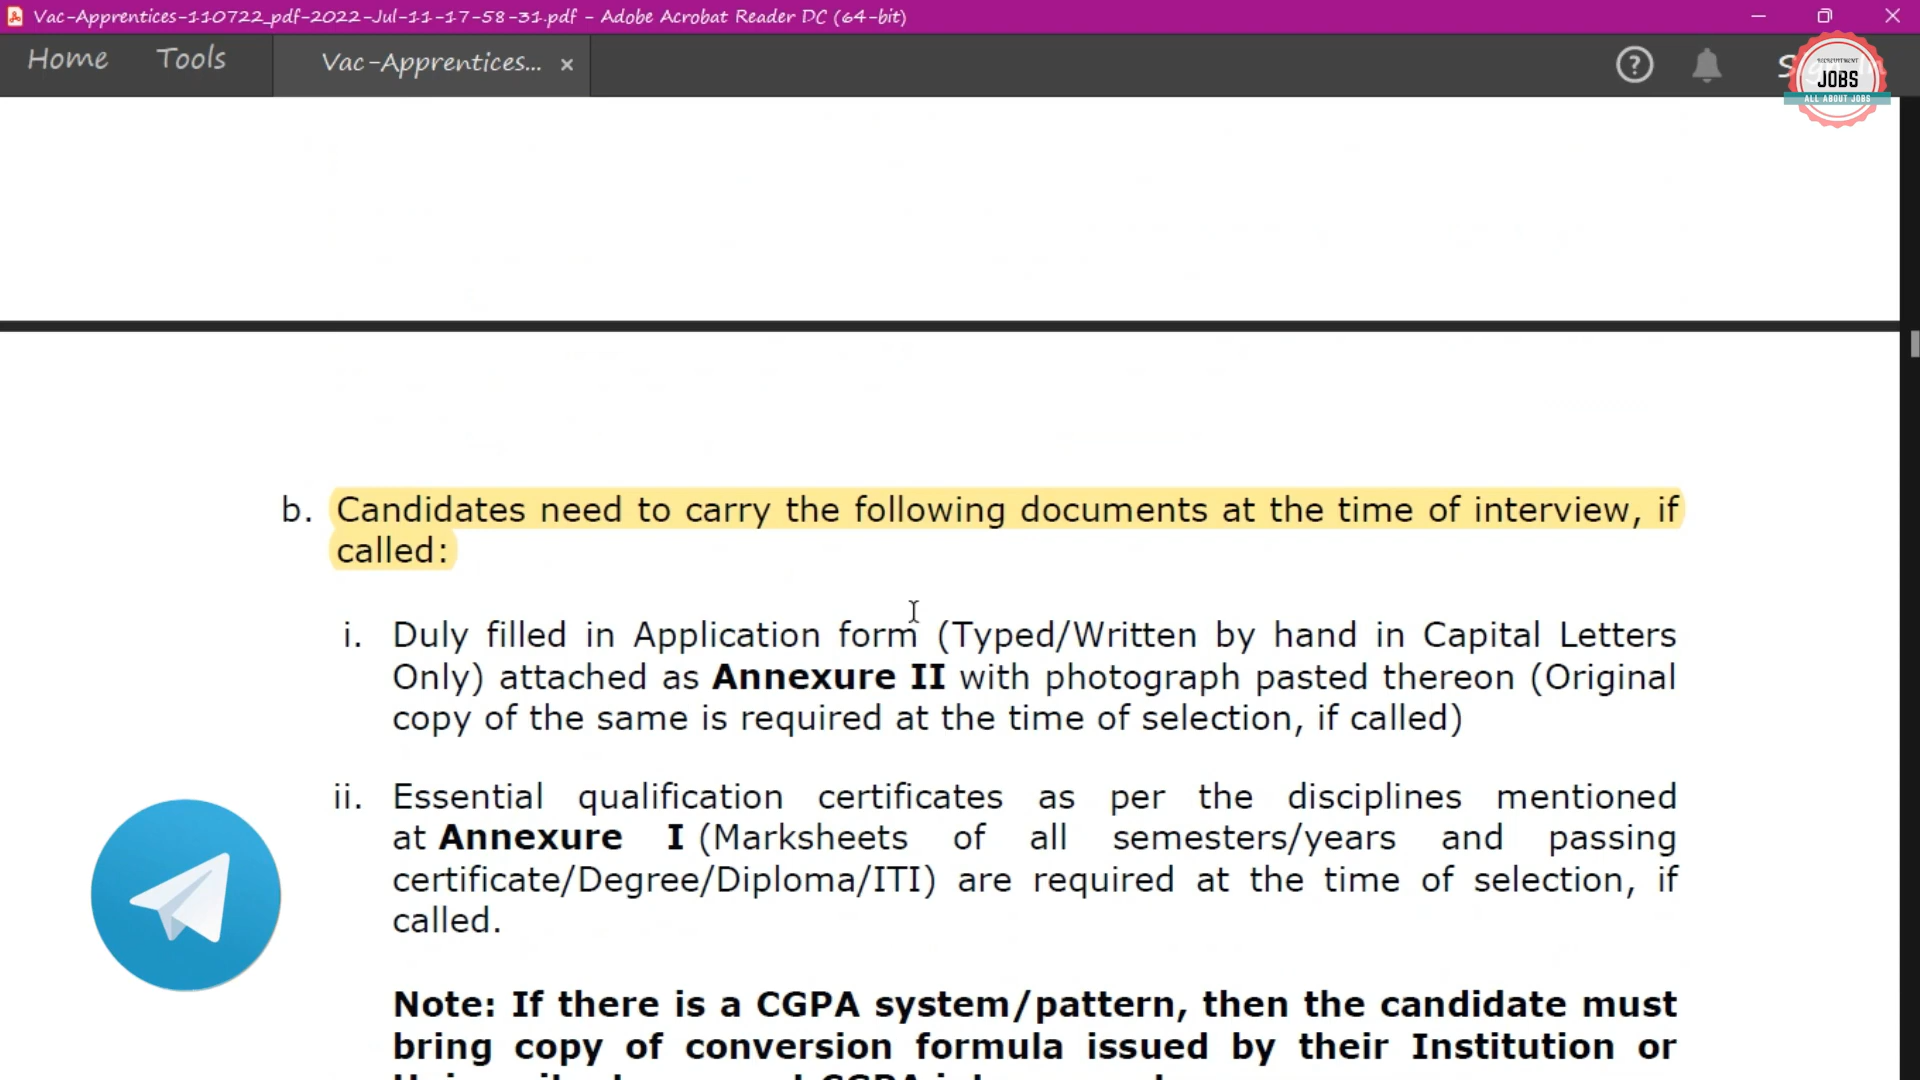 Vac-Apprentices-110722_pdf-2022-Jul-11-17-58-31.pdf - Adobe Acrobat Reader DC (64-bit)
Home Tools Vac-Apprentices... ×
RECRUITMENT
JOBS
ALL ABOUT JOBS
b. Candidates need to carry the following documents at the time of interview, if
called:
i. Duly filled in Application form (Typed/Written by hand in Capital Letters
Only) attached as Annexure II with photograph pasted thereon (Original
copy of the same is required at the time of selection, if called)
ii. Essential qualification certificates as per the disciplines mentioned
at Annexure I (Marksheets of all semesters/years and passing
certificate/Degree/Diploma/ITI) are required at the time of selection, if
called.
Note: If there is a CGPA system/pattern, then the candidate must
bring copy of conversion formula issued by their Institution or